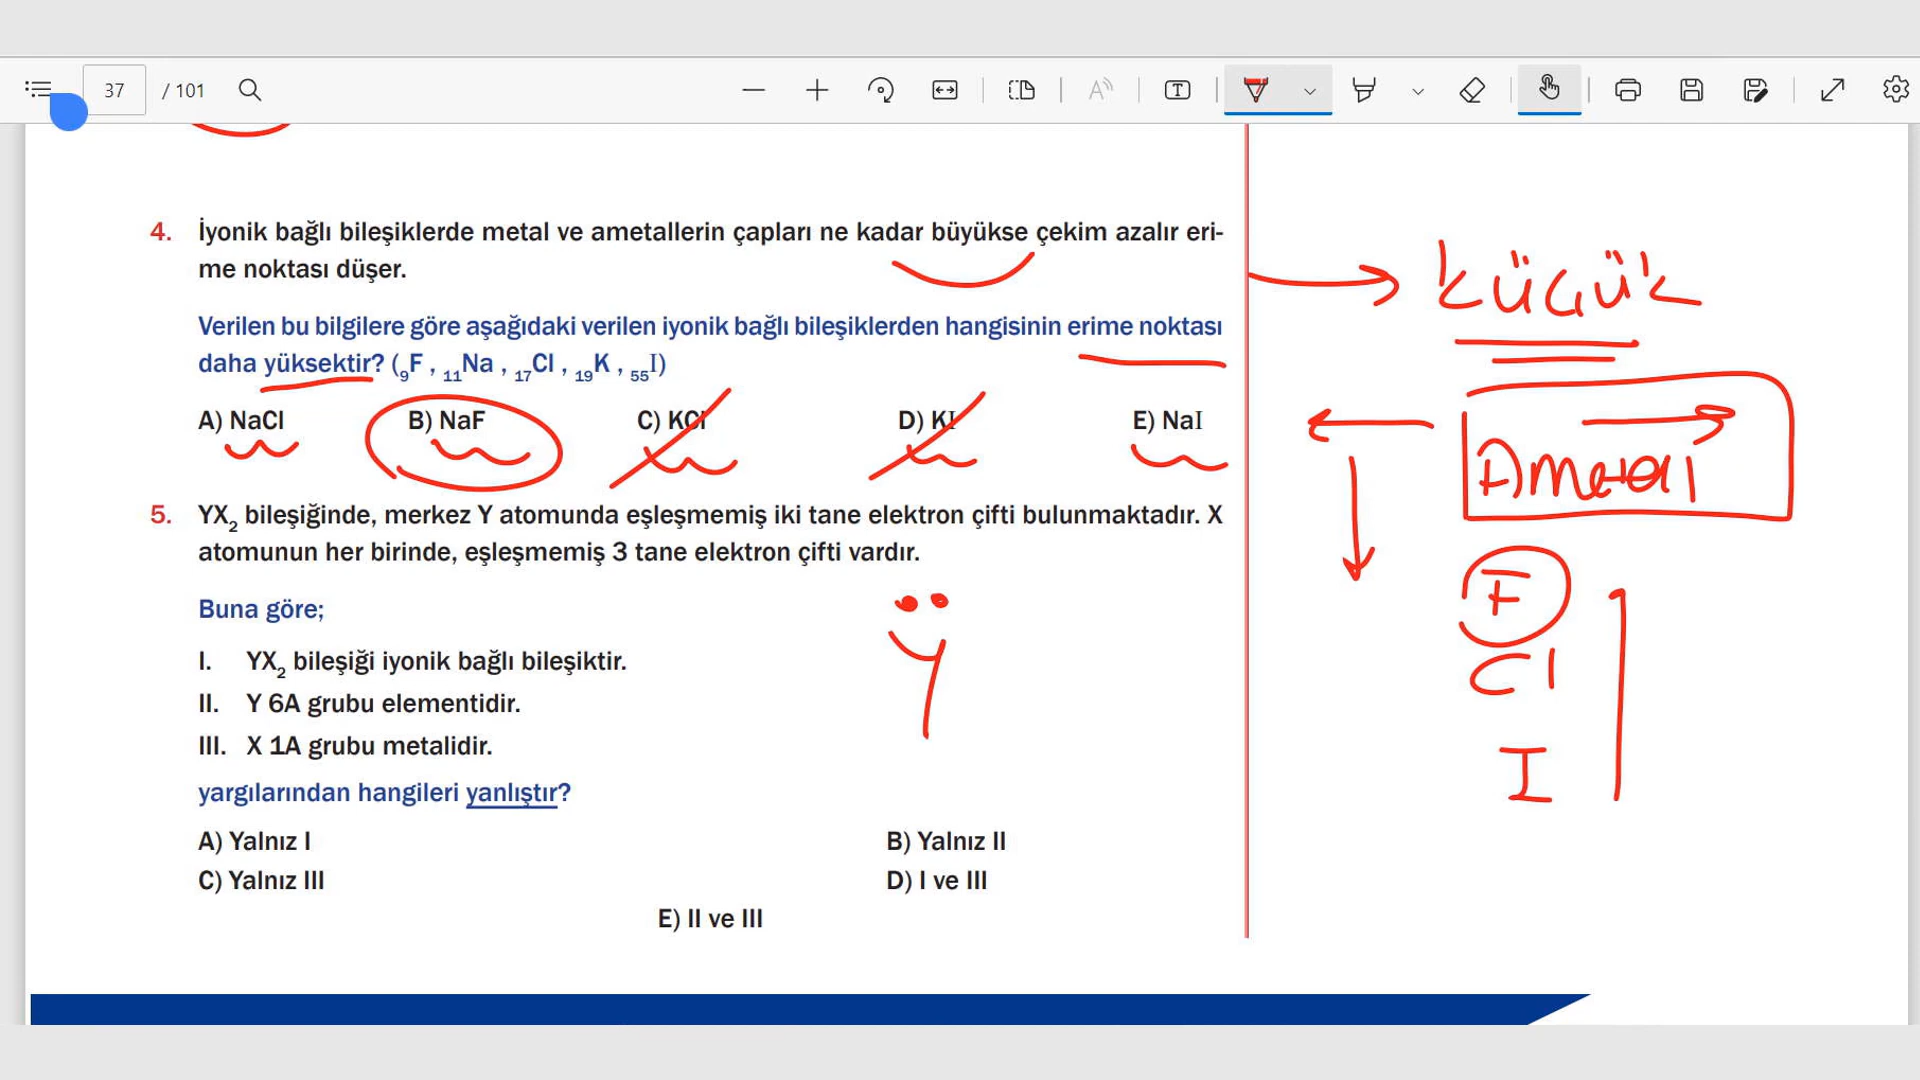 37 / 101
4. İyonik bağlı bileşiklerde metal ve ametallerin çapları ne kadar büyükse çekim azalır eri-
me noktası düşer.
Verilen bu bilgilere göre aşağıdaki verilen iyonik bağlı bileşiklerden hangisinin erime noktası
daha yüksektir? (₉F , ₁₁Na , ₁₇Cl , ₁₉K , ₅₅I)
A) NaCl B) NaF C) KCl D) KI E) NaI
5. YX₂ bileşiğinde, merkez Y atomunda eşleşmemiş iki tane elektron çifti bulunmaktadır. X
atomunun her birinde, eşleşmemiş 3 tane elektron çifti vardır.
Buna göre;
I. YX₂ bileşiği iyonik bağlı bileşiktir.
II. Y 6A grubu elementidir.
III. X 1A grubu metalidir.
yargılarından hangileri yanlıştır?
A) Yalnız I B) Yalnız II
C) Yalnız III D) I ve III
E) II ve III
Y
küçük
Ametal
F
Cl
I